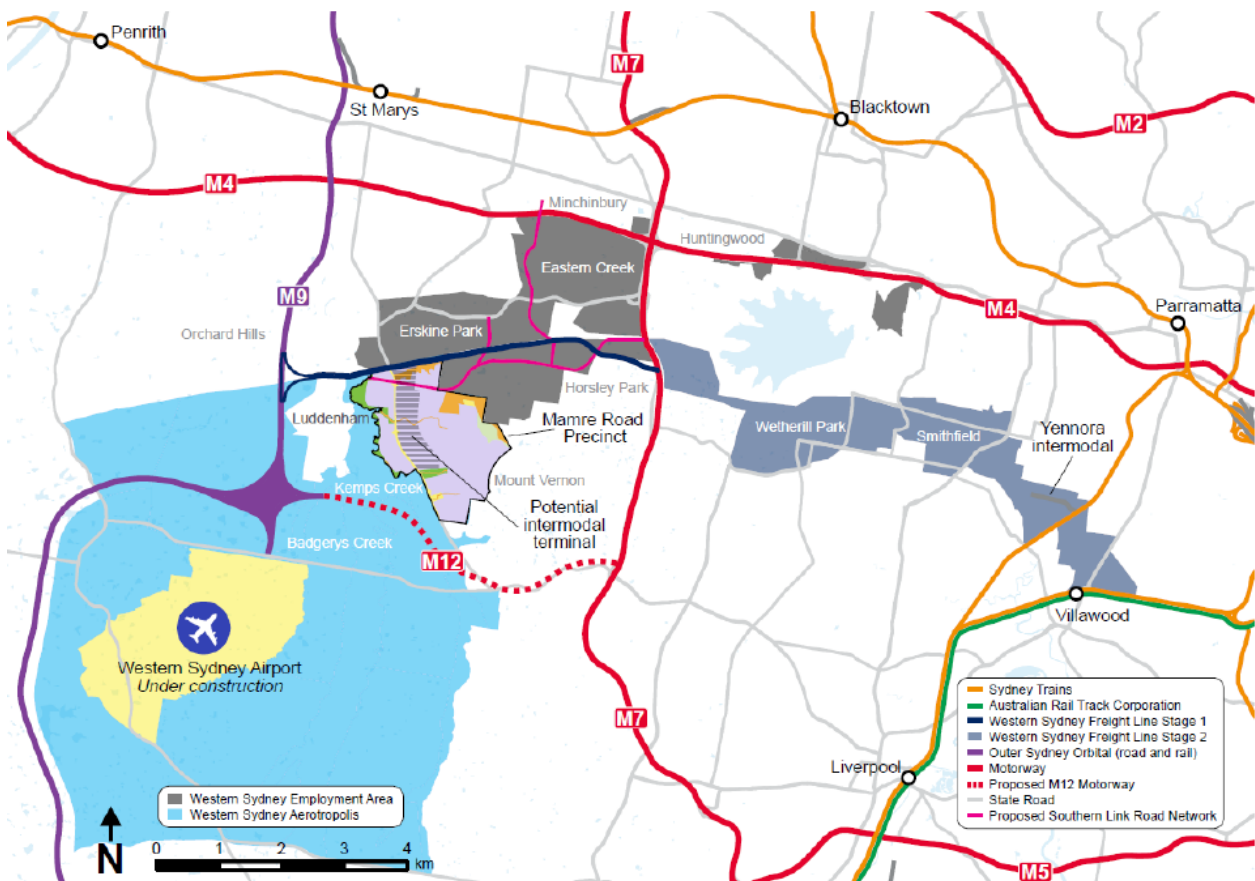 Penrith
M7
St Marys
Blacktown
M2
M4
Minchinbury
Huntingwood
Eastern Creek
M9
M4
Parramatta
Orchard Hills
Erskine Park
Horsley Park
Luddenham
Mamre Road
Precinct
Wetherill Park
Smithfield
Yennora
intermodal
Mount Vernon
Kemps Creek
Potential
intermodal
terminal
Badgerys Creek
M12
Villawood
Western Sydney Airport
Under construction
M7
Liverpool
Sydney Trains
Australian Rail Track Corporation
Western Sydney Freight Line Stage 1
Western Sydney Freight Line Stage 2
Outer Sydney Orbital (road and rail)
Motorway
Proposed M12 Motorway
State Road
Proposed Southern Link Road Network
Western Sydney Employment Area
Western Sydney Aerotropolis
N
0 1 2 3 4
km
M5